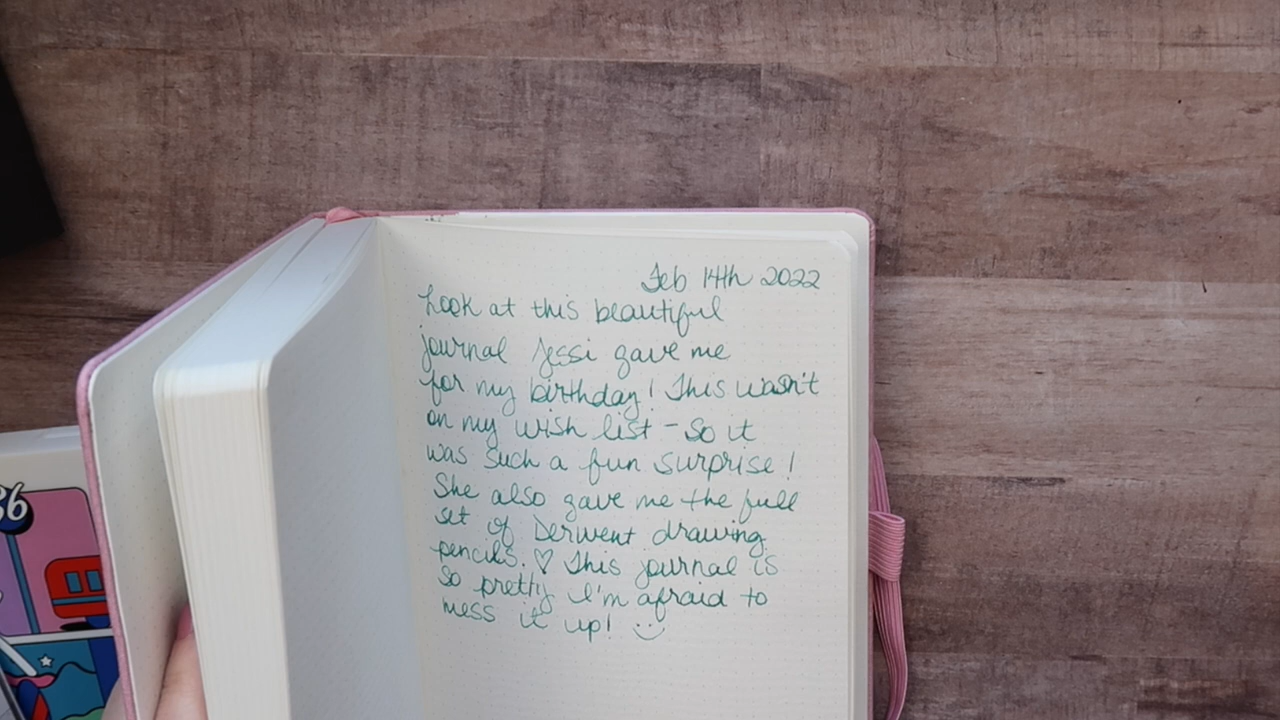 Feb 14th 2022
Look at this beautiful
journal Jessi gave me
for my birthday! This wasn't
on my wish list - so it
was such a fun surprise!
She also gave me the full
set of Derwent drawing
pencils. ♡ This journal is
so pretty I'm afraid to
mess it up! :)
36